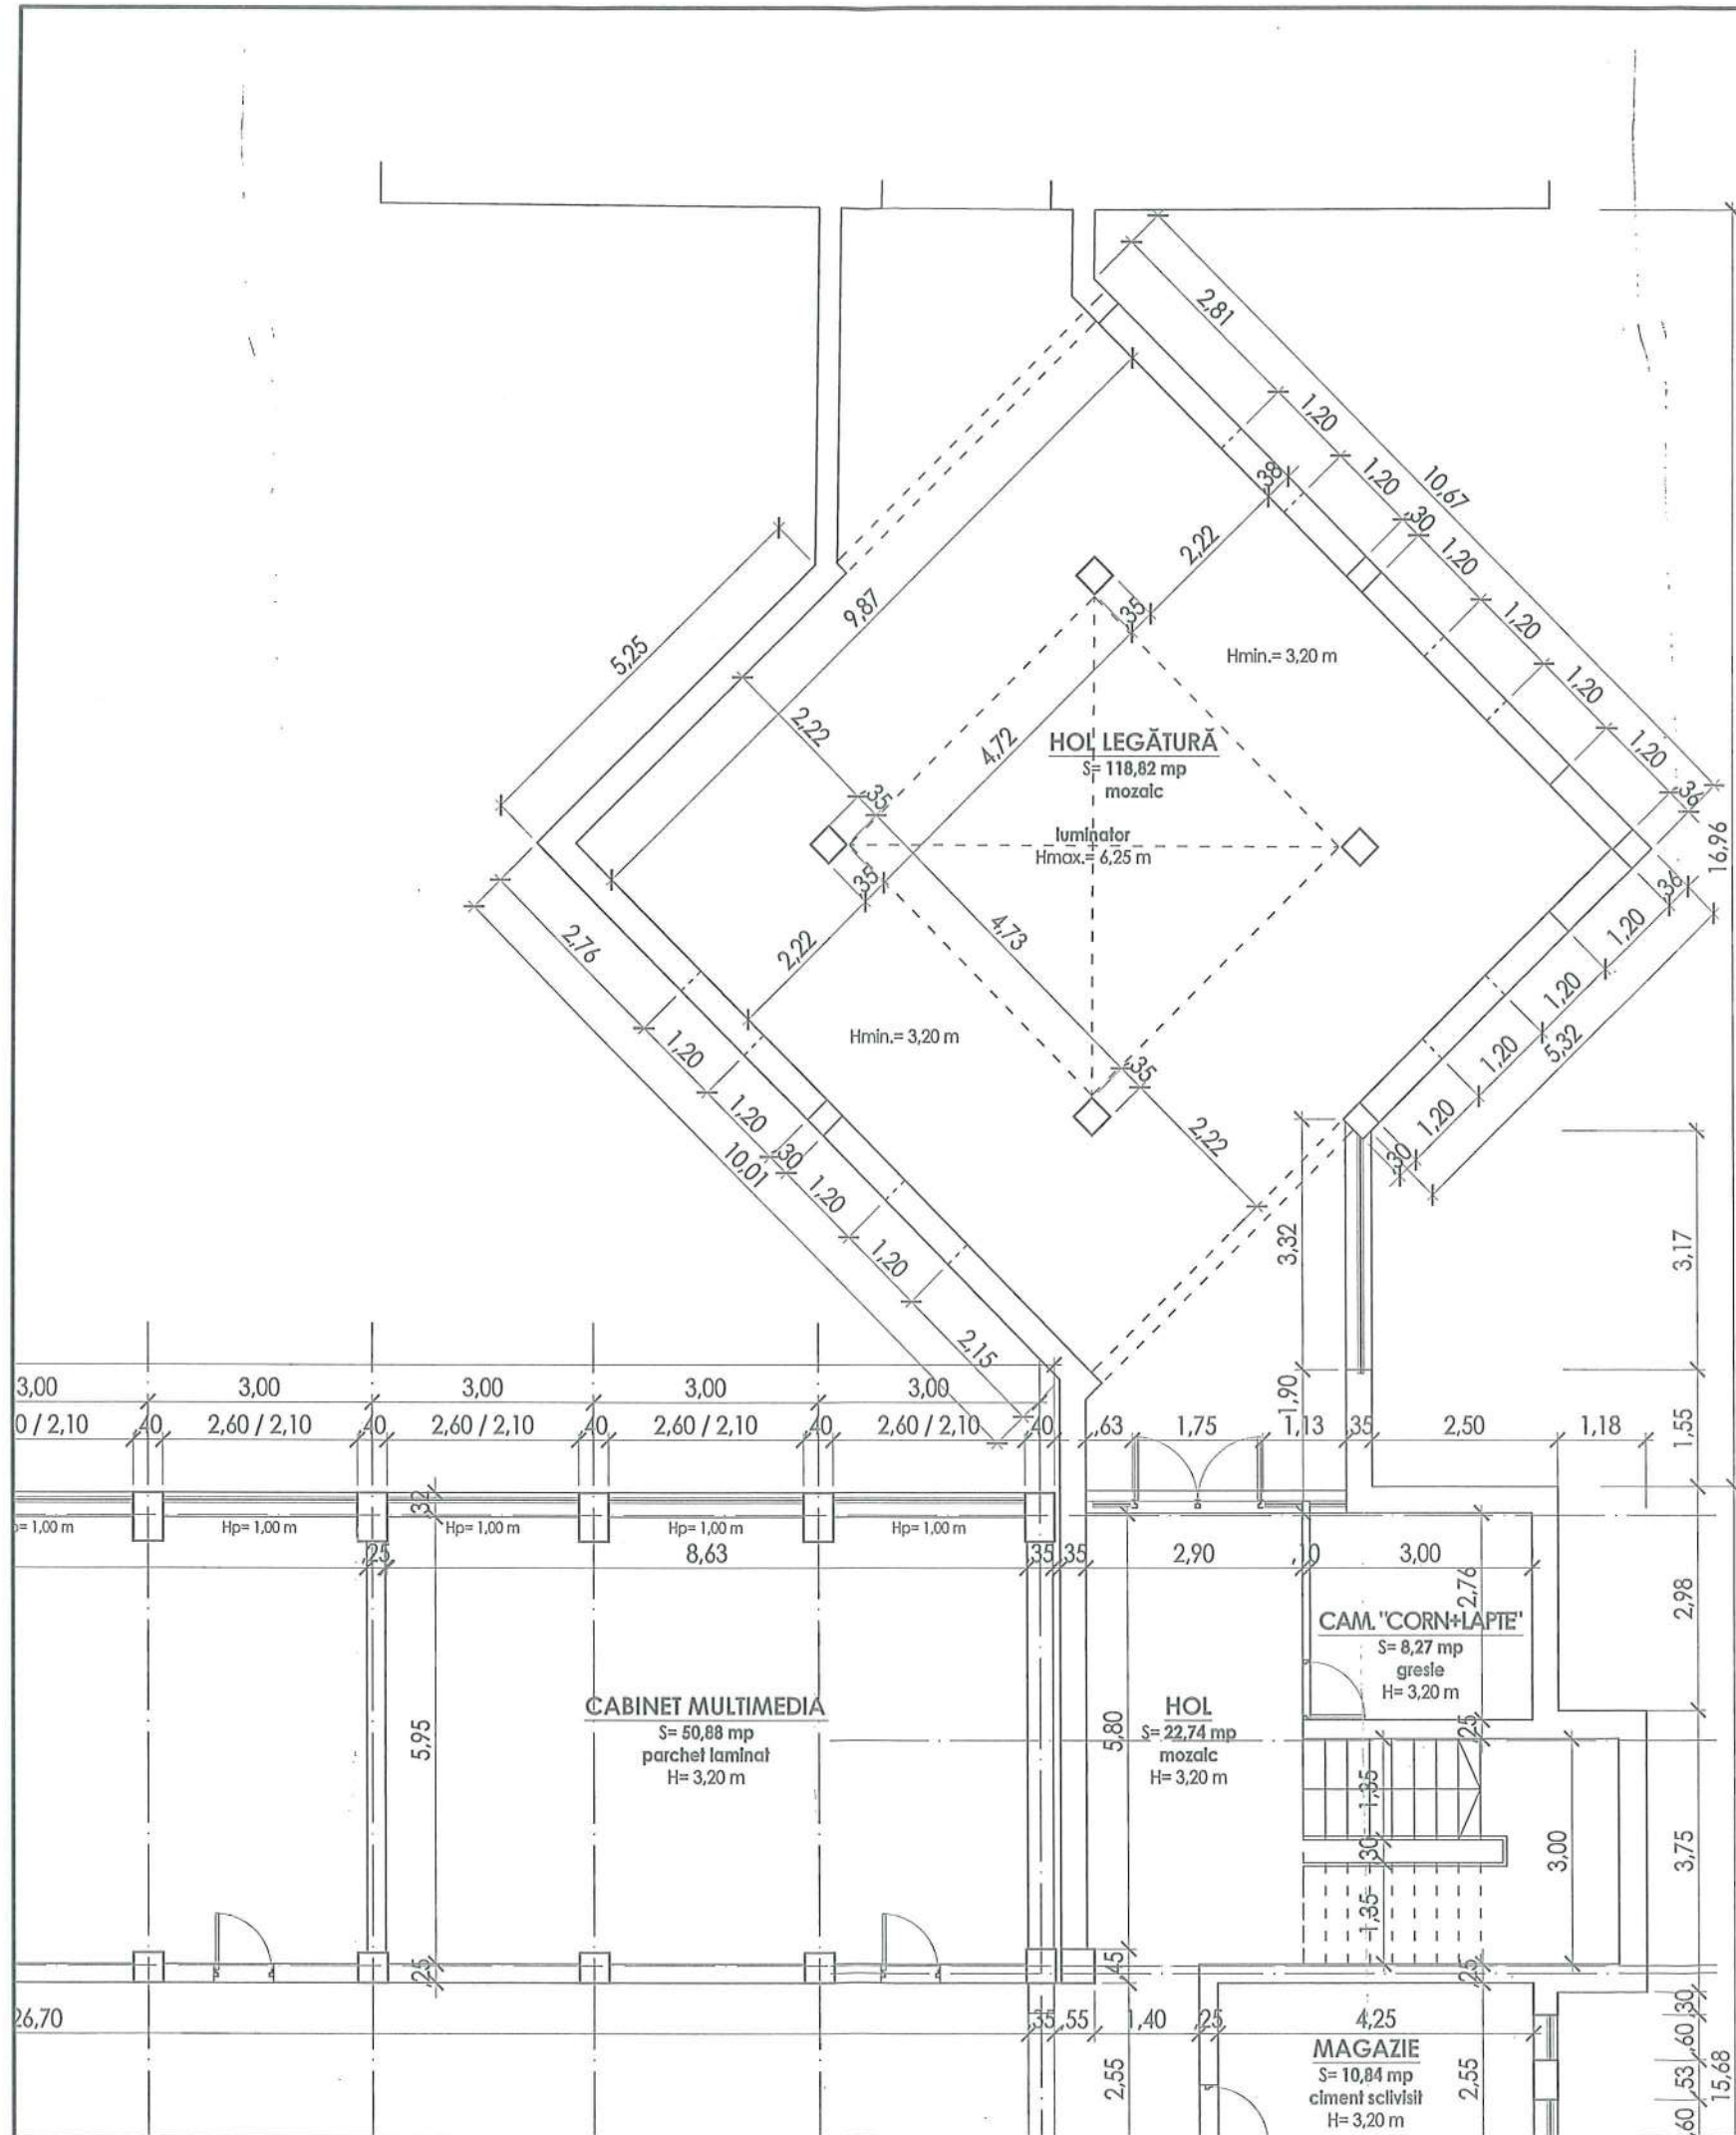 2,81
1,20
1,20
10,67
,30
1,20
1,20
1,20
1,20
,36
16,96
,38
2,22
,35
9,87
5,25
Hmin.= 3,20 m
2,22
4,72
HOL LEGĂTURĂ
S= 118,82 mp
mozaic
,35
luminator
Hmax.= 6,25 m
,35
,36
1,20
2,76
2,22
4,73
1,20
5,32
Hmin.= 3,20 m
1,20
1,20
,35
1,20
1,20
2,22
,30
10,01
,30
1,20
3,32
3,17
1,20
2,15
3,00
3,00
3,00
3,00
3,00
1,90
0 / 2,10
,40
2,60 / 2,10
,40
2,60 / 2,10
,40
2,60 / 2,10
,40
2,60 / 2,10
,40
,63
1,75
1,13
,35
2,50
1,18
1,55
,32
= 1,00 m
Hp= 1,00 m
Hp= 1,00 m
Hp= 1,00 m
Hp= 1,00 m
,25
8,63
,35
,35
2,90
,10
3,00
2,76
2,98
CAM. "CORN+LAPTE"
S= 8,27 mp
gresie
H= 3,20 m
CABINET MULTIMEDIA
S= 50,88 mp
parchet laminat
H= 3,20 m
5,95
HOL
S= 22,74 mp
mozaic
H= 3,20 m
5,80
,25
1,35
,30
1,35
3,00
3,75
,25
,45
,25
26,70
,35
,55
1,40
,25
4,25
,30
MAGAZIE
S= 10,84 mp
ciment sclivisit
H= 3,20 m
2,55
2,55
,60
,53
,60
15,68